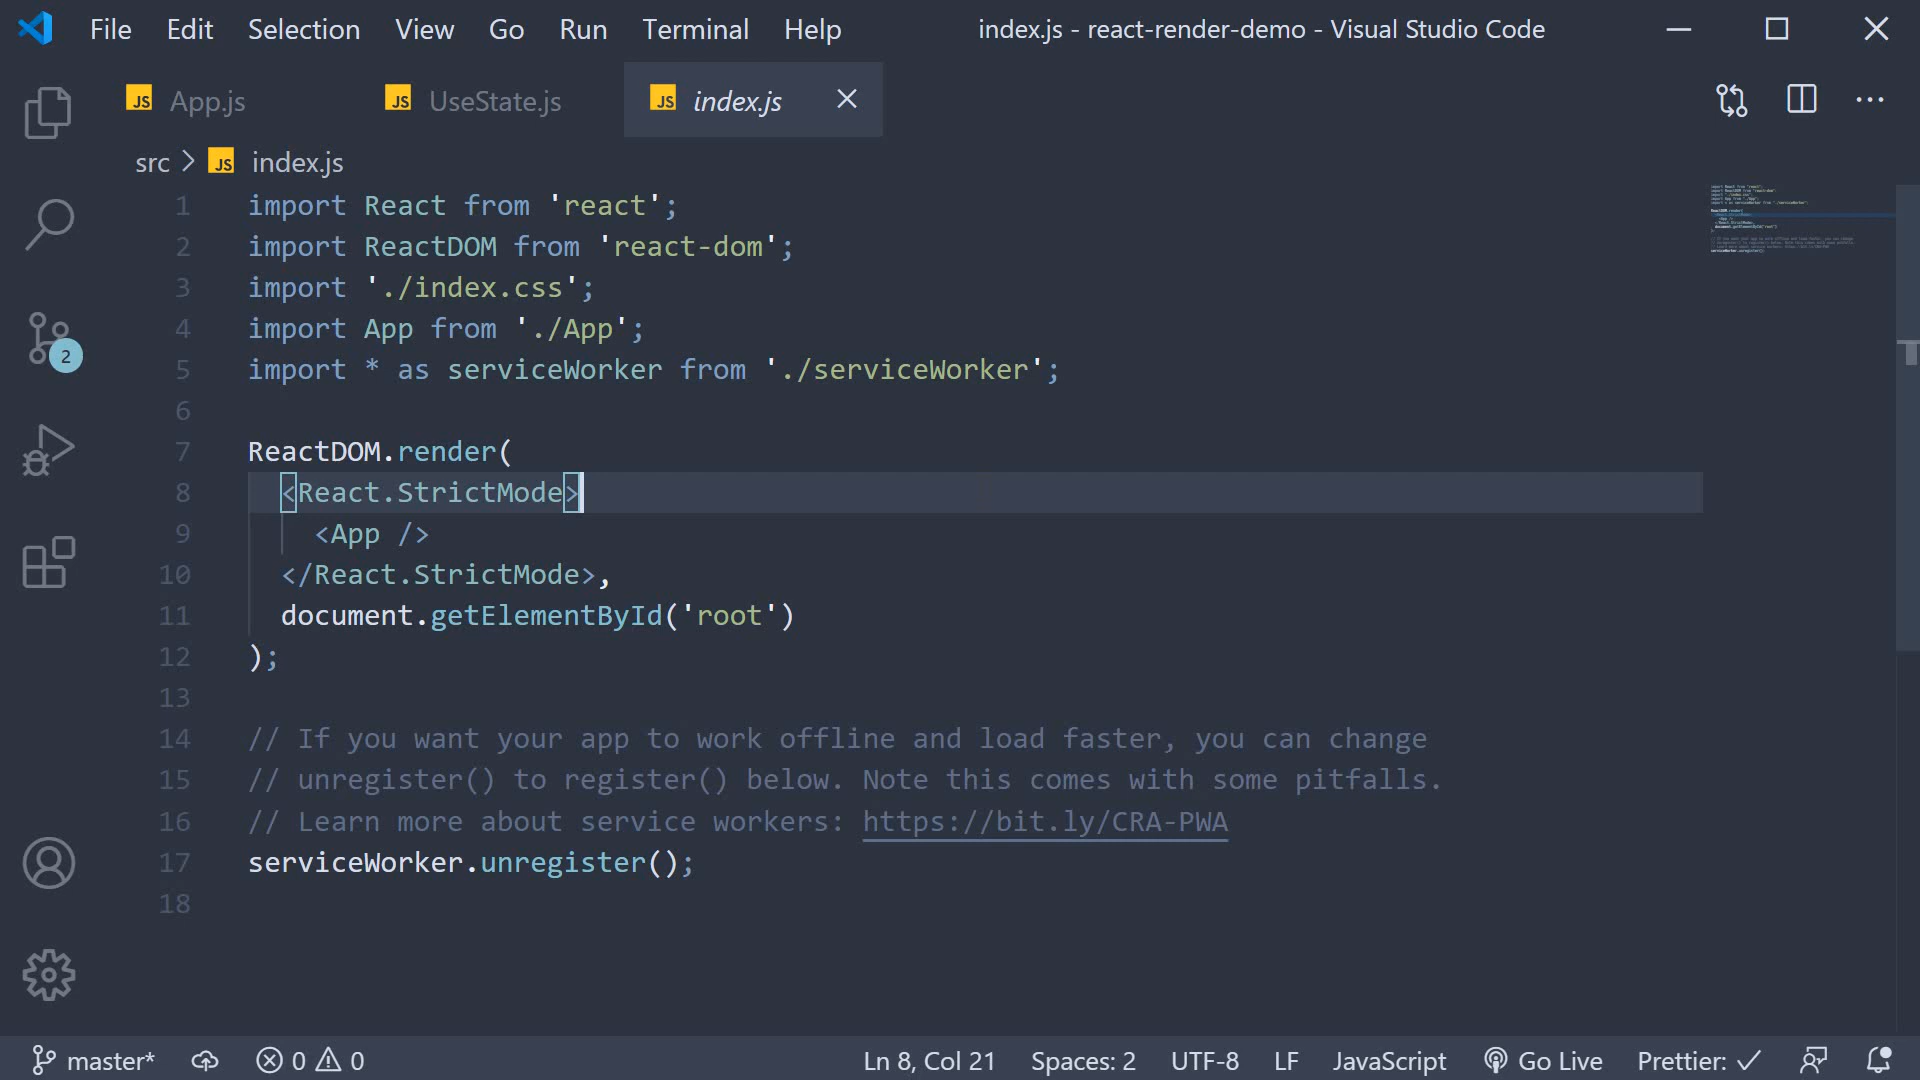 File Edit Selection View Go Run Terminal Help index.js - react-render-demo - Visual Studio Code
JS App.js JS UseState.js JS index.js
src > JS index.js
1 import React from 'react';
2 import ReactDOM from 'react-dom';
3 import './index.css';
4 import App from './App';
5 import * as serviceWorker from './serviceWorker';
6
7 ReactDOM.render(
8 <React.StrictMode>
9 <App />
10 </React.StrictMode>,
11 document.getElementById('root')
12 );
13
14 // If you want your app to work offline and load faster, you can change
15 // unregister() to register() below. Note this comes with some pitfalls.
16 // Learn more about service workers: https://bit.ly/CRA-PWA
17 serviceWorker.unregister();
18
2
master* 0 0 Ln 8, Col 21 Spaces: 2 UTF-8 LF JavaScript Go Live Prettier: ✓